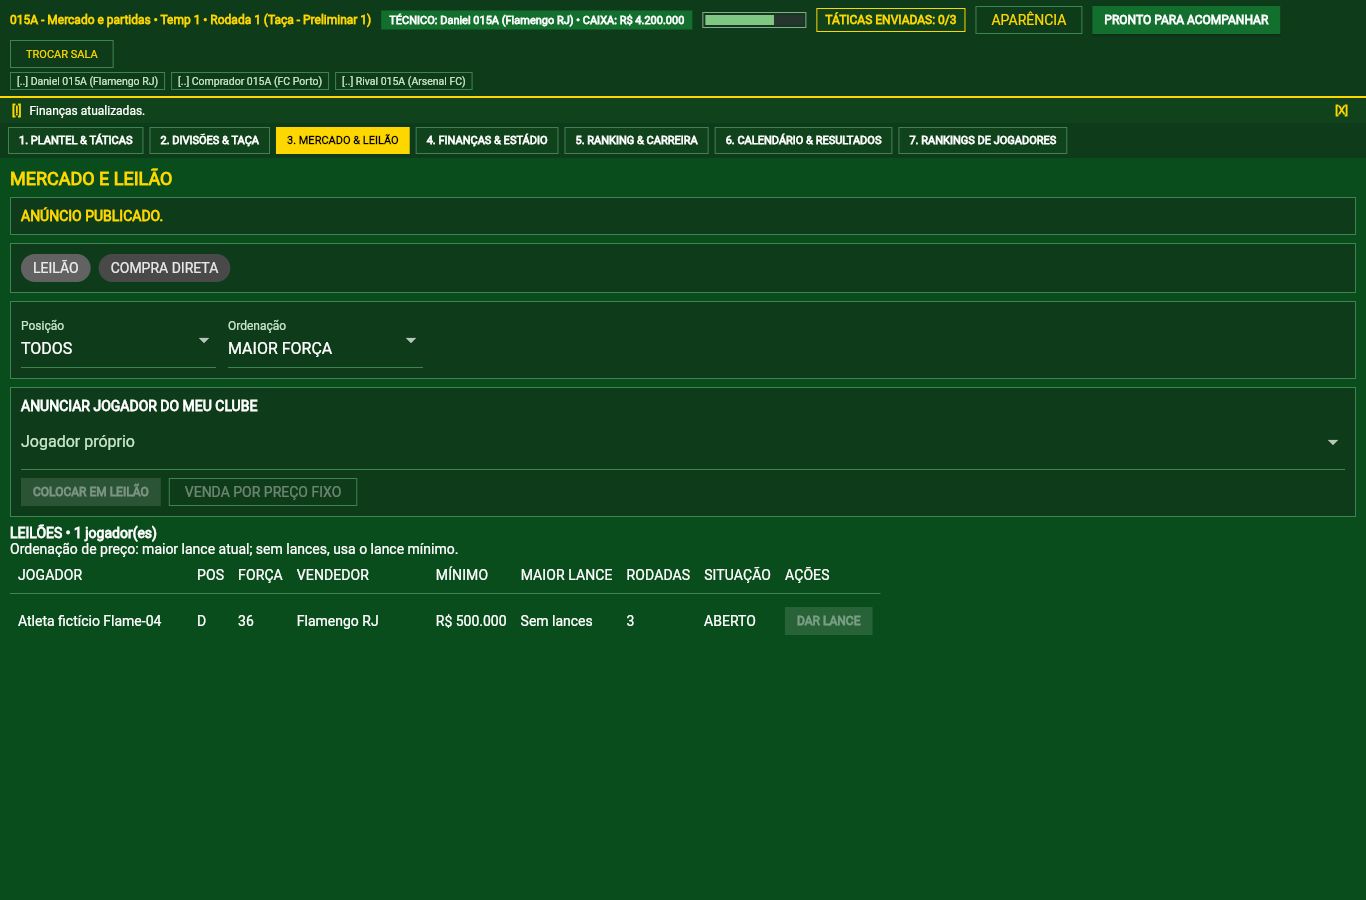 015A - Mercado e partidas • Temp 1 • Rodada 1 (Taça - Preliminar 1)
TÉCNICO: Daniel 015A (Flamengo RJ) • CAIXA: R$ 4.200.000
TÁTICAS ENVIADAS: 0/3
APARÊNCIA
PRONTO PARA ACOMPANHAR
TROCAR SALA
[..] Daniel 015A (Flamengo RJ)
[..] Comprador 015A (FC Porto)
[..] Rival 015A (Arsenal FC)
[!] Finanças atualizadas.
[X]
1. PLANTEL & TÁTICAS
2. DIVISÕES & TAÇA
3. MERCADO & LEILÃO
4. FINANÇAS & ESTÁDIO
5. RANKING & CARREIRA
6. CALENDÁRIO & RESULTADOS
7. RANKINGS DE JOGADORES
MERCADO E LEILÃO
ANÚNCIO PUBLICADO.
LEILÃO
COMPRA DIRETA
Posição
TODOS
Ordenação
MAIOR FORÇA
ANUNCIAR JOGADOR DO MEU CLUBE
Jogador próprio
COLOCAR EM LEILÃO
VENDA POR PREÇO FIXO
LEILÕES • 1 jogador(es)
Ordenação de preço: maior lance atual; sem lances, usa o lance mínimo.
JOGADOR POS FORÇA VENDEDOR MÍNIMO MAIOR LANCE RODADAS SITUAÇÃO AÇÕES
Atleta fictício Flame-04 D 36 Flamengo RJ R$ 500.000 Sem lances 3 ABERTO DAR LANCE